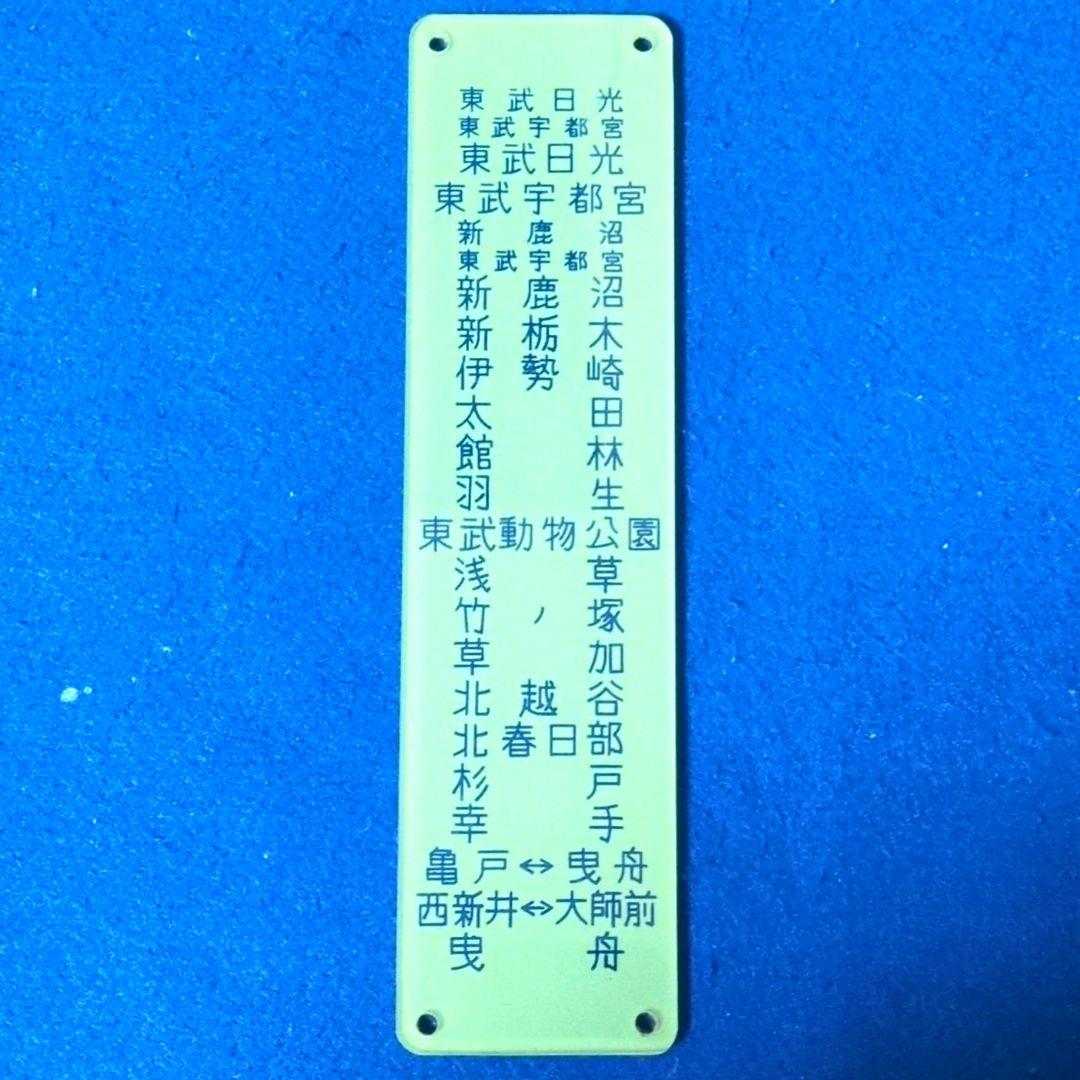 東武日光
東武宇都宮
東武日光
東武宇都宮
新鹿沼
東武宇都宮
新鹿沼
新栃木
伊勢崎
太田
館林
羽生
東武動物公園
浅草
竹ノ塚
草加
北越谷
北春日部
杉戸
幸手
亀戸↔曳舟
西新井↔大師前
曳舟